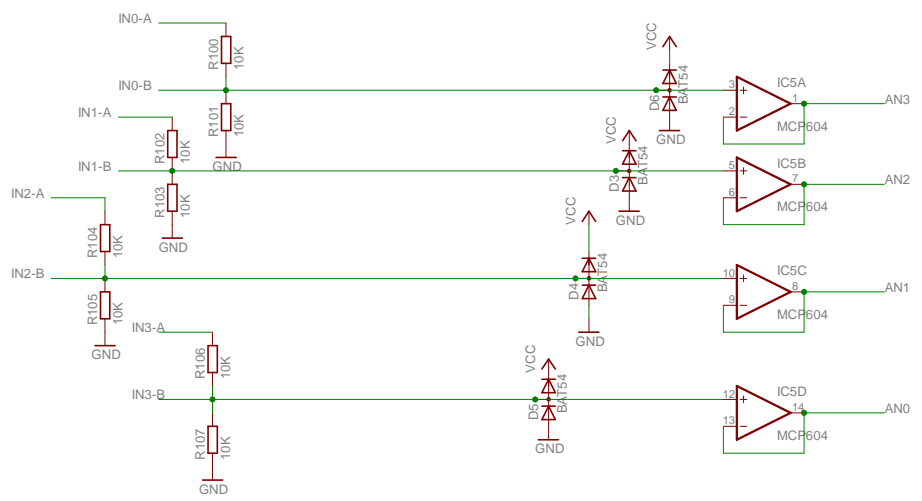 IN0-A
R100
10K
VCC
IN0-B
D6
BAT54
3
2
1
IC5A
MCP604
AN3
IN1-A
R101
10K
GND
GND
R102
10K
VCC
IN1-B
D3
BAT54
5
6
7
IC5B
MCP604
AN2
R103
10K
GND
GND
IN2-A
R104
10K
VCC
IN2-B
D4
BAT54
10
9
8
IC5C
MCP604
AN1
R105
10K
GND
GND
IN3-A
R106
10K
VCC
IN3-B
D5
BAT54
12
13
14
IC5D
MCP604
AN0
R107
10K
GND
GND